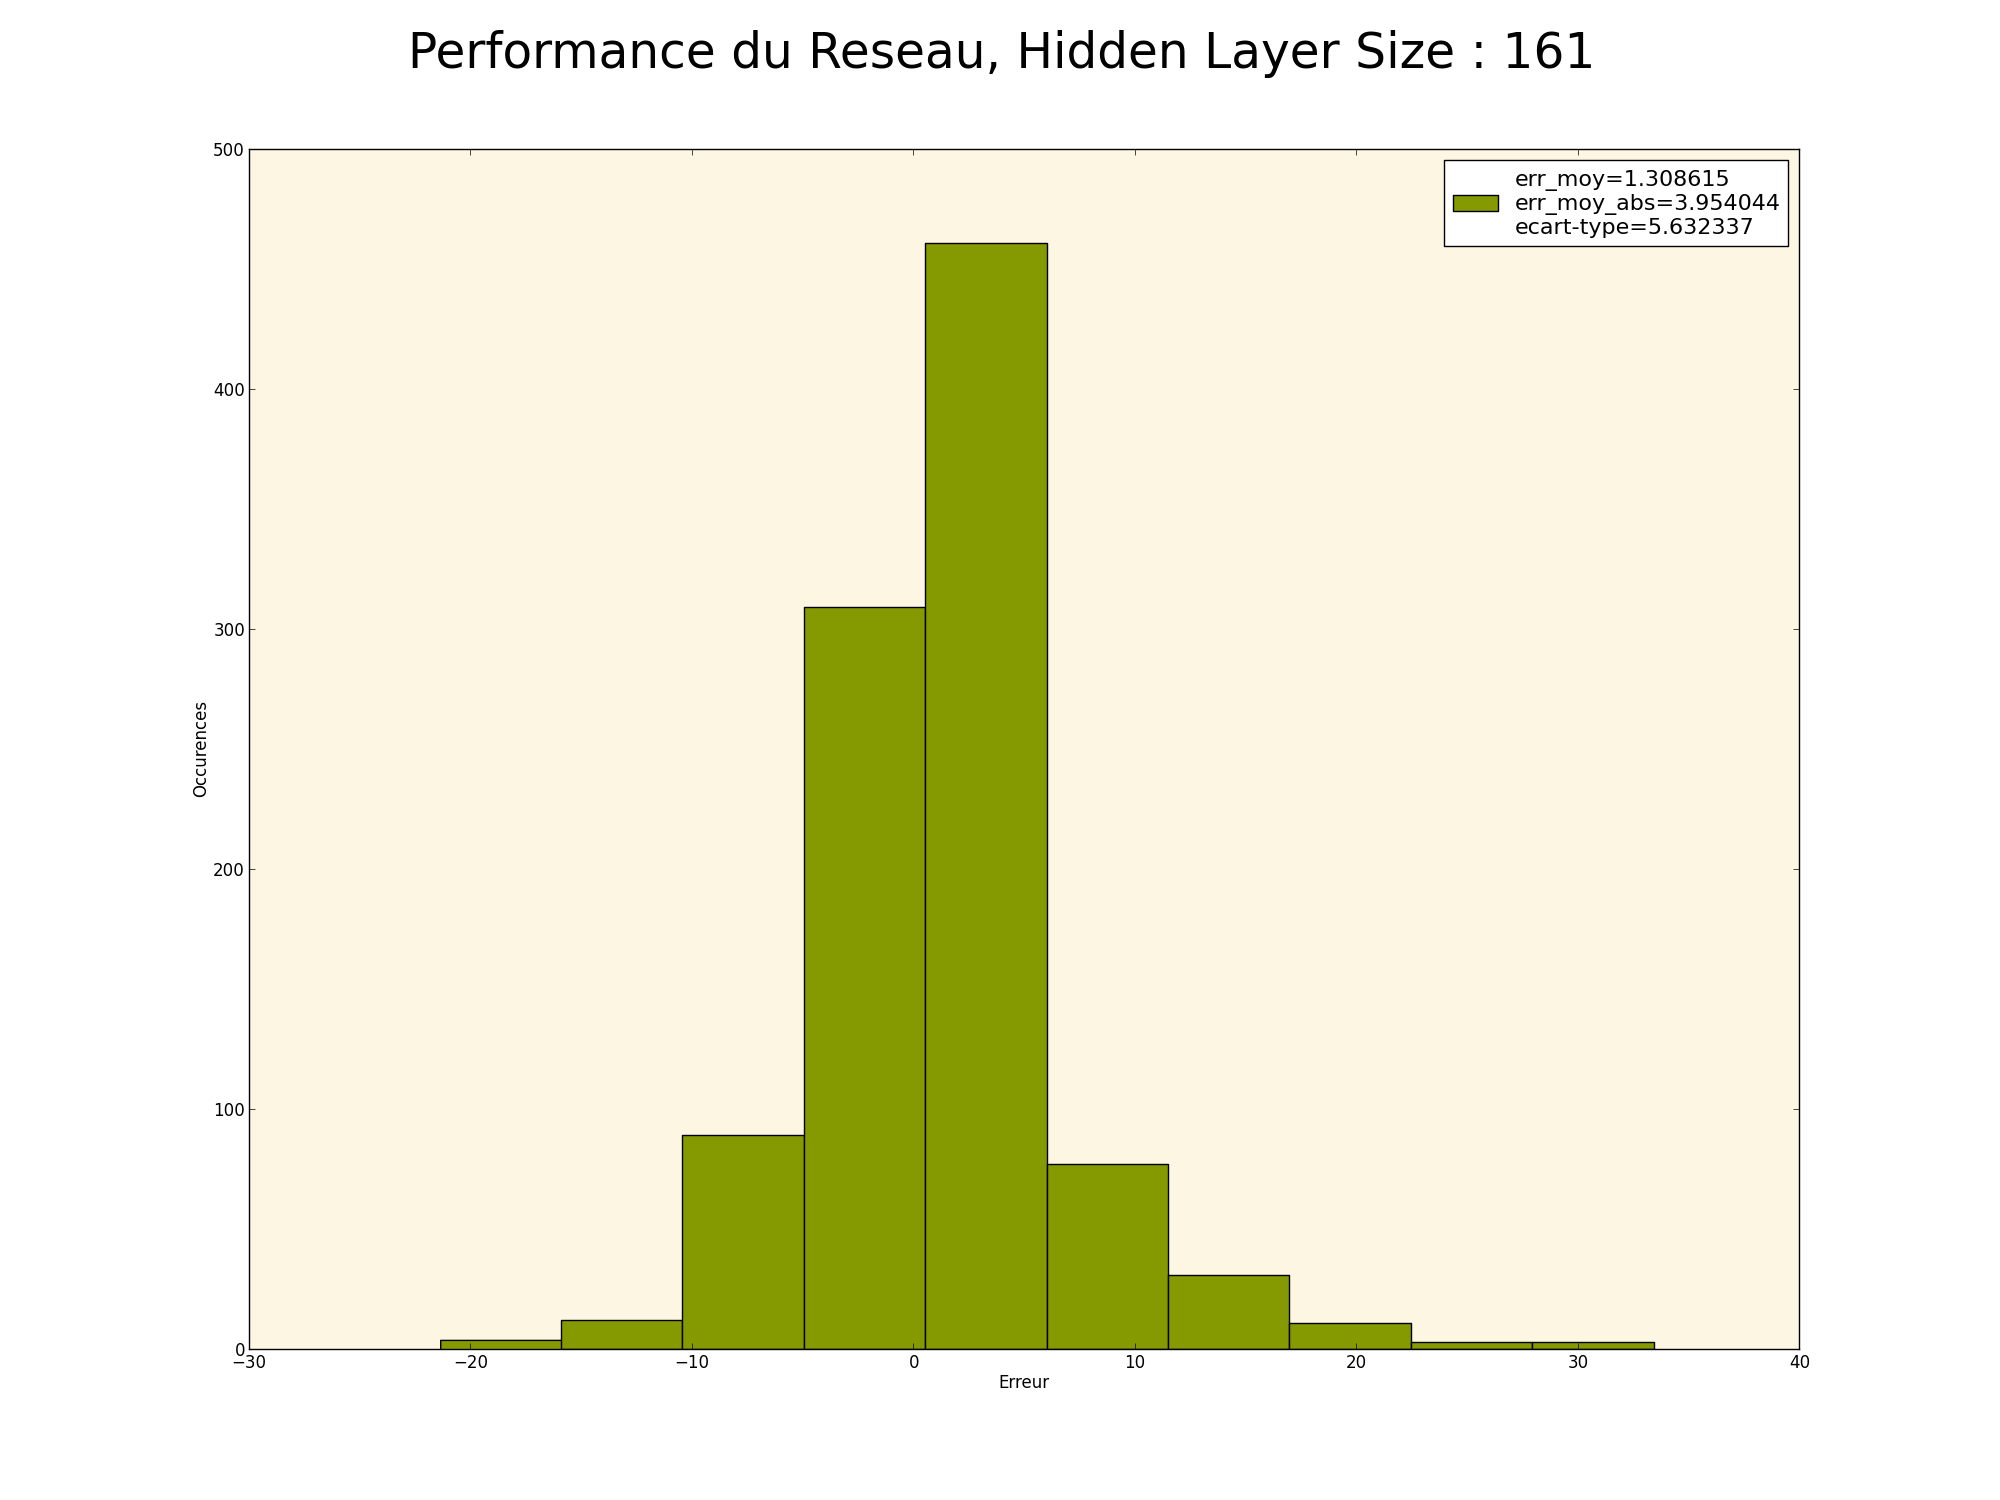 Performance du Reseau, Hidden Layer Size : 161
500
err_moy=1.308615
err_moy_abs=3.954044
ecart-type=5.632337
400
300
Occurences
200
100
0
−30 −20 −10 0 10 20 30 40
Erreur